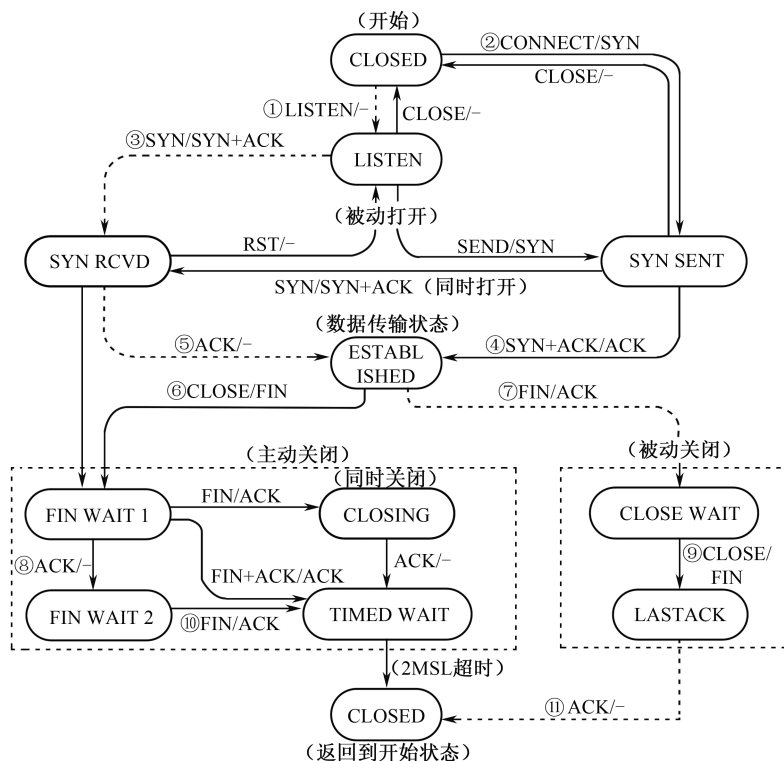 (开始)
CLOSED
②CONNECT/SYN
CLOSE/–
①LISTEN/–
CLOSE/–
③SYN/SYN+ACK
LISTEN
(被动打开)
RST/–
SEND/SYN
SYN RCVD
SYN SENT
SYN/SYN+ACK（同时打开）
(数据传输状态)
⑤ACK/–
ESTABL
ISHED
④SYN+ACK/ACK
⑥CLOSE/FIN
⑦FIN/ACK
(主动关闭)
(被动关闭)
(同时关闭)
FIN WAIT 1
FIN/ACK
CLOSING
CLOSE WAIT
⑧ACK/–
FIN+ACK/ACK
ACK/–
⑨CLOSE/
FIN
FIN WAIT 2
⑩FIN/ACK
TIMED WAIT
LASTACK
(2MSL超时)
CLOSED
⑪ACK/–
(返回到开始状态)